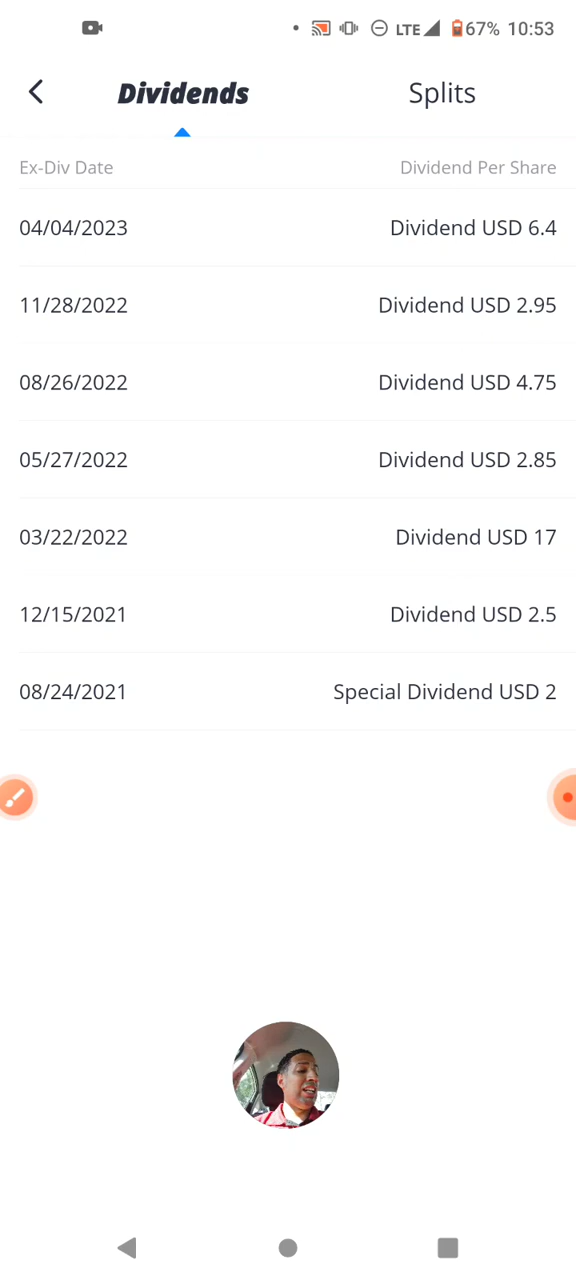 LTE 67% 10:53
Dividends Splits
Ex-Div Date Dividend Per Share
04/04/2023 Dividend USD 6.4
11/28/2022 Dividend USD 2.95
08/26/2022 Dividend USD 4.75
05/27/2022 Dividend USD 2.85
03/22/2022 Dividend USD 17
12/15/2021 Dividend USD 2.5
08/24/2021 Special Dividend USD 2